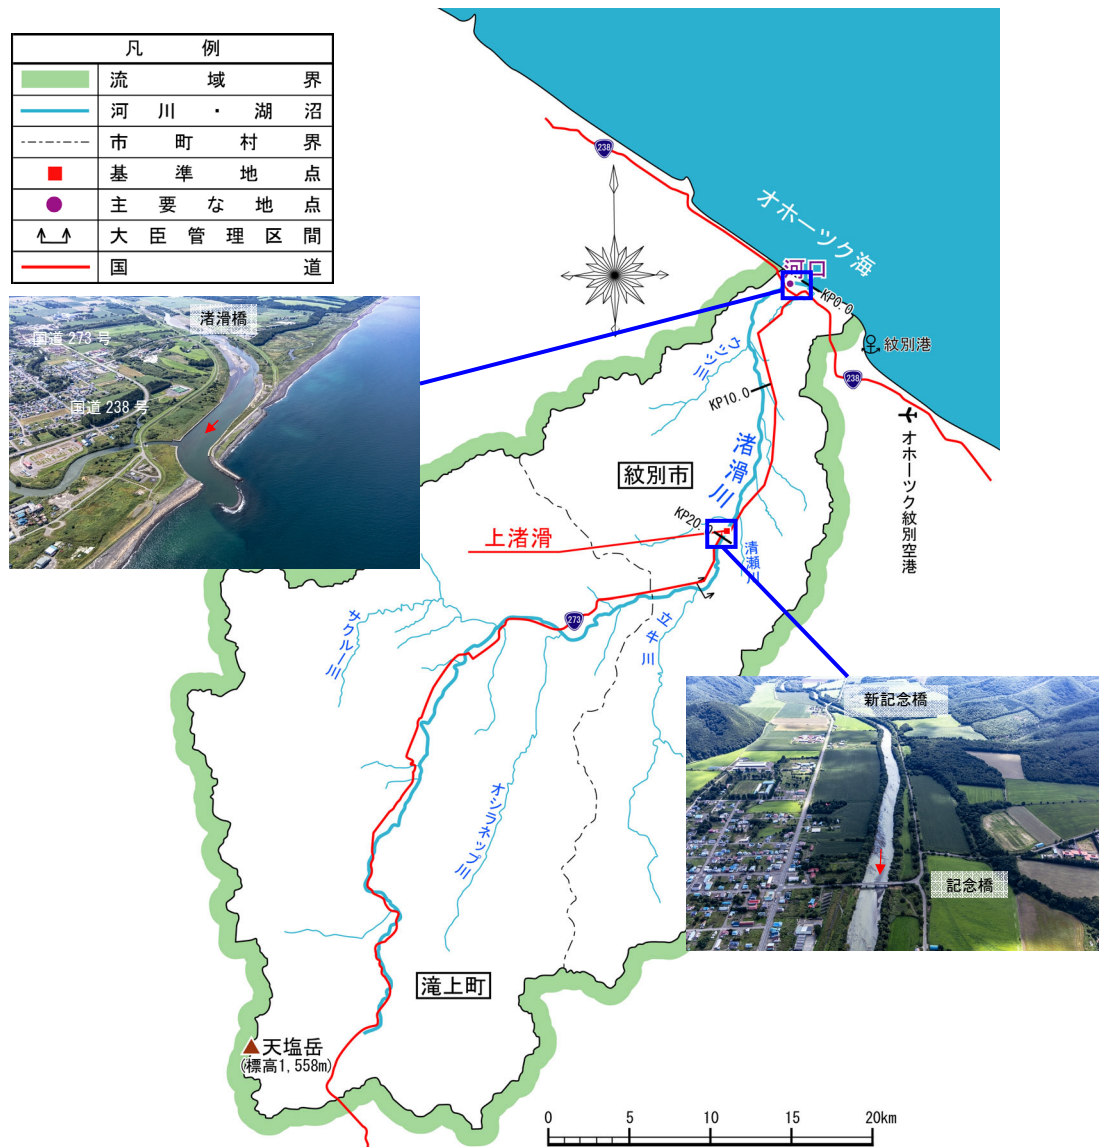 凡例
流域界
河川・湖沼
市町村界
基準地点
主要な地点
大臣管理区間
国道
238
オホーツク海
河口
KP0.0
渚滑橋
国道273号
国道238号
ウツツ川
紋別港
238
KP10.0
オホーツク紋別空港
渚滑川
紋別市
KP20.0
上渚滑
清瀬川
273
立牛川
サクルー川
オシラネップ川
新記念橋
記念橋
滝上町
天塩岳
(標高1,558m)
0 5 10 15 20km